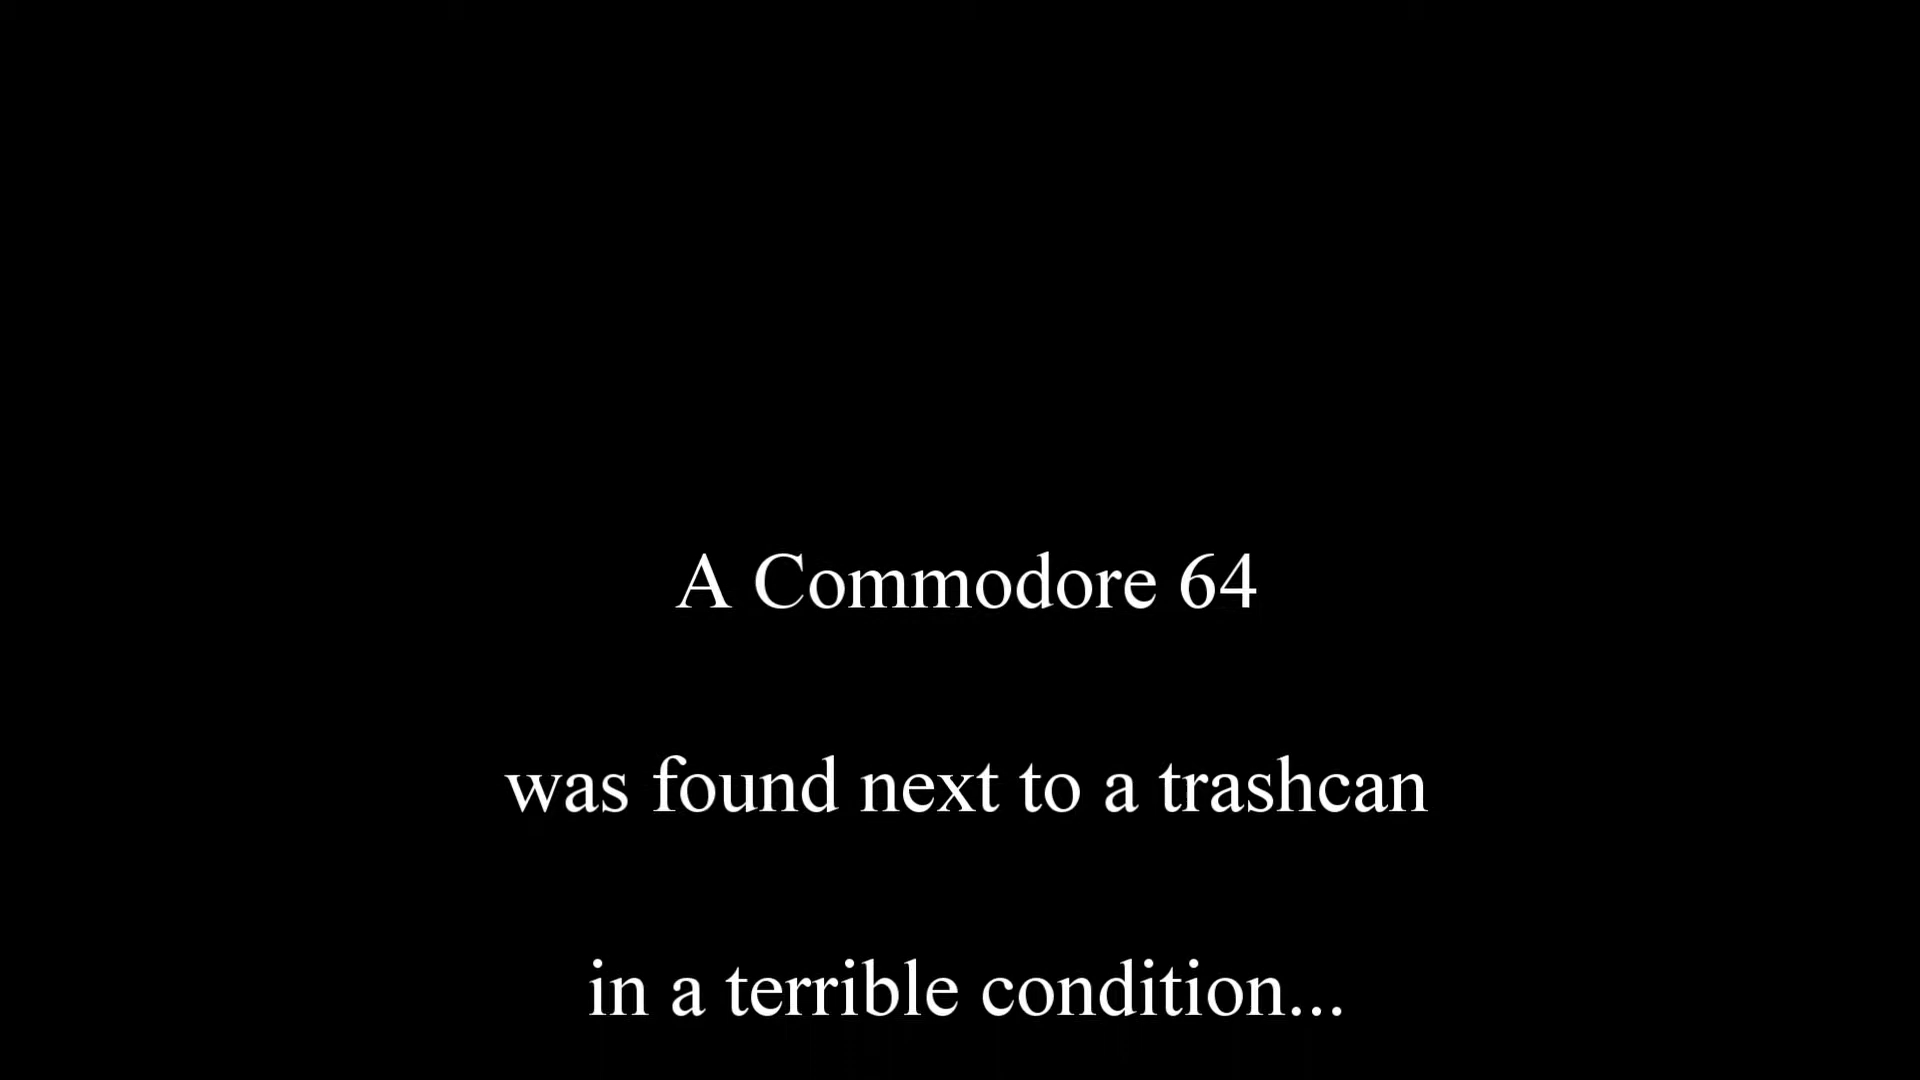 A Commodore 64
was found next to a trashcan
in a terrible condition...